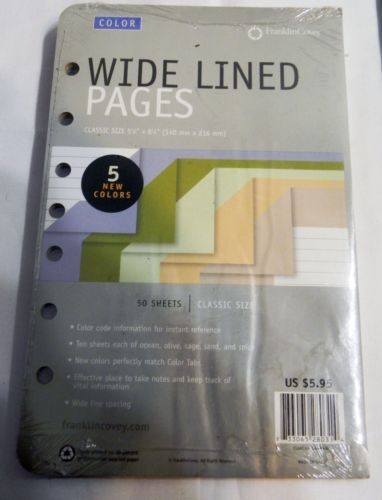 COLOR
FranklinCovey
WIDE LINED
PAGES
CLASSIC SIZE 5½" x 8½" (140 mm x 216 mm)
5
NEW
COLORS
50 SHEETS | CLASSIC SIZE
• Color code information for instant reference
• Ten sheets each of ocean, olive, sage, sand, and spice
• New colors perfectly match Color Tabs
• Effective place to take notes and keep track of
vital information
• Wide-line spacing
US $5.95
franklincovey.com